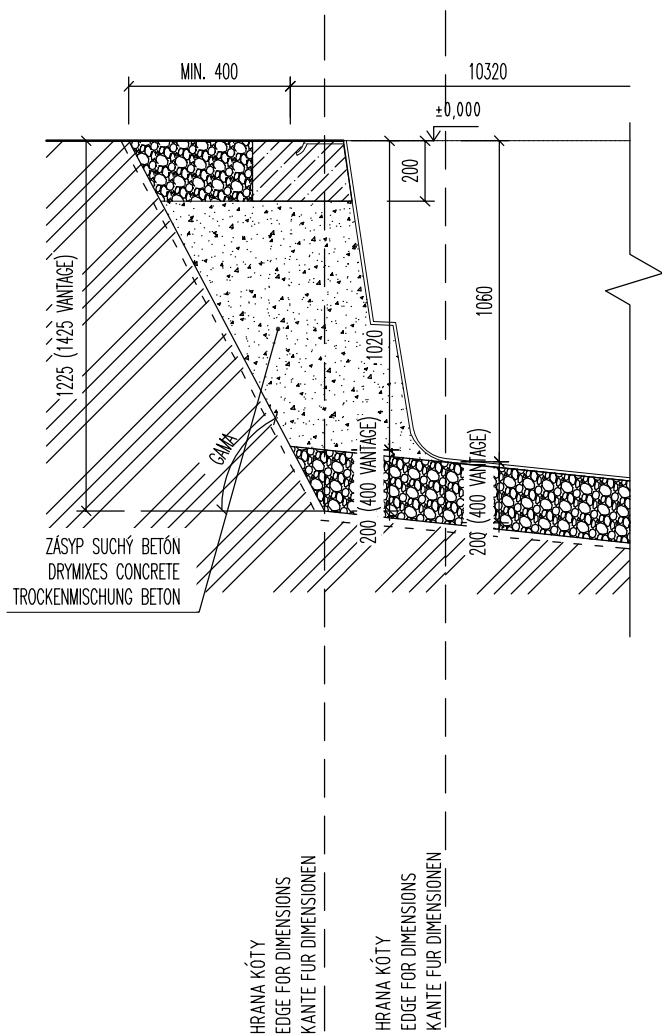 MIN. 400
10320
±0,000
200
1225 (1425 VANTAGE)
1060
1020
GAMA
200 (400 VANTAGE)
200 (400 VANTAGE)
ZÁSYP SUCHÝ BETÓN
DRYMIXES CONCRETE
TROCKENMISCHUNG BETON
HRANA KÓTY
EDGE FOR DIMENSIONS
KANTE FUR DIMENSIONEN
HRANA KÓTY
EDGE FOR DIMENSIONS
KANTE FUR DIMENSIONEN